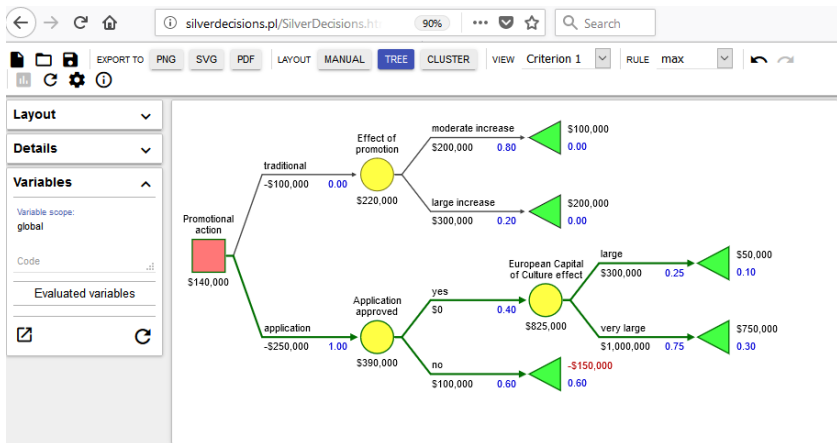 silverdecisions.pl/SilverDecisions.ht
90%
Search
EXPORT TO PNG SVG PDF LAYOUT MANUAL TREE CLUSTER VIEW Criterion 1 RULE max
Layout
Details
Variables
Variable scope:
global
Code
Evaluated variables
Promotional
action
$140,000
traditional
-$100,000 0.00
Effect of
promotion
$220,000
moderate increase
$200,000 0.80
$100,000
0.00
large increase
$300,000 0.20
$200,000
0.00
application
-$250,000 1.00
Application
approved
$390,000
yes
$0 0.40
European Capital
of Culture effect
$825,000
large
$300,000 0.25
$50,000
0.10
very large
$1,000,000 0.75
$750,000
0.30
no
$100,000 0.60
-$150,000
0.60